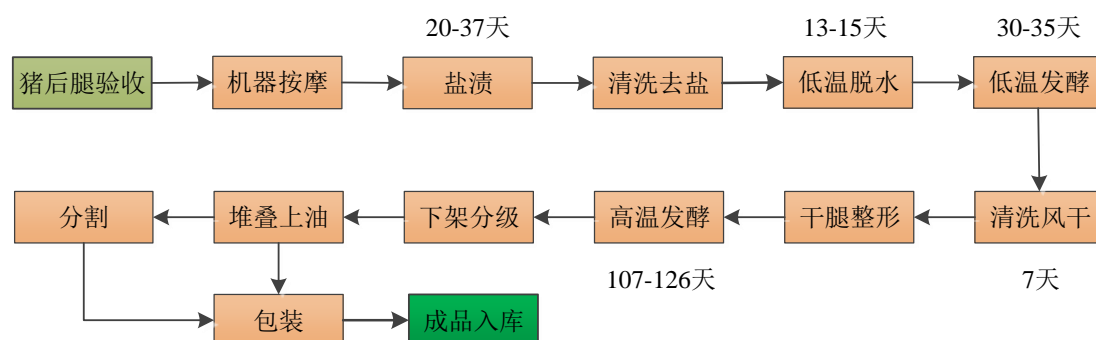 20-37天
13-15天
30-35天
猪后腿验收
机器按摩
盐渍
清洗去盐
低温脱水
低温发酵
分割
堆叠上油
下架分级
高温发酵
干腿整形
清洗风干
107-126天
7天
包装
成品入库